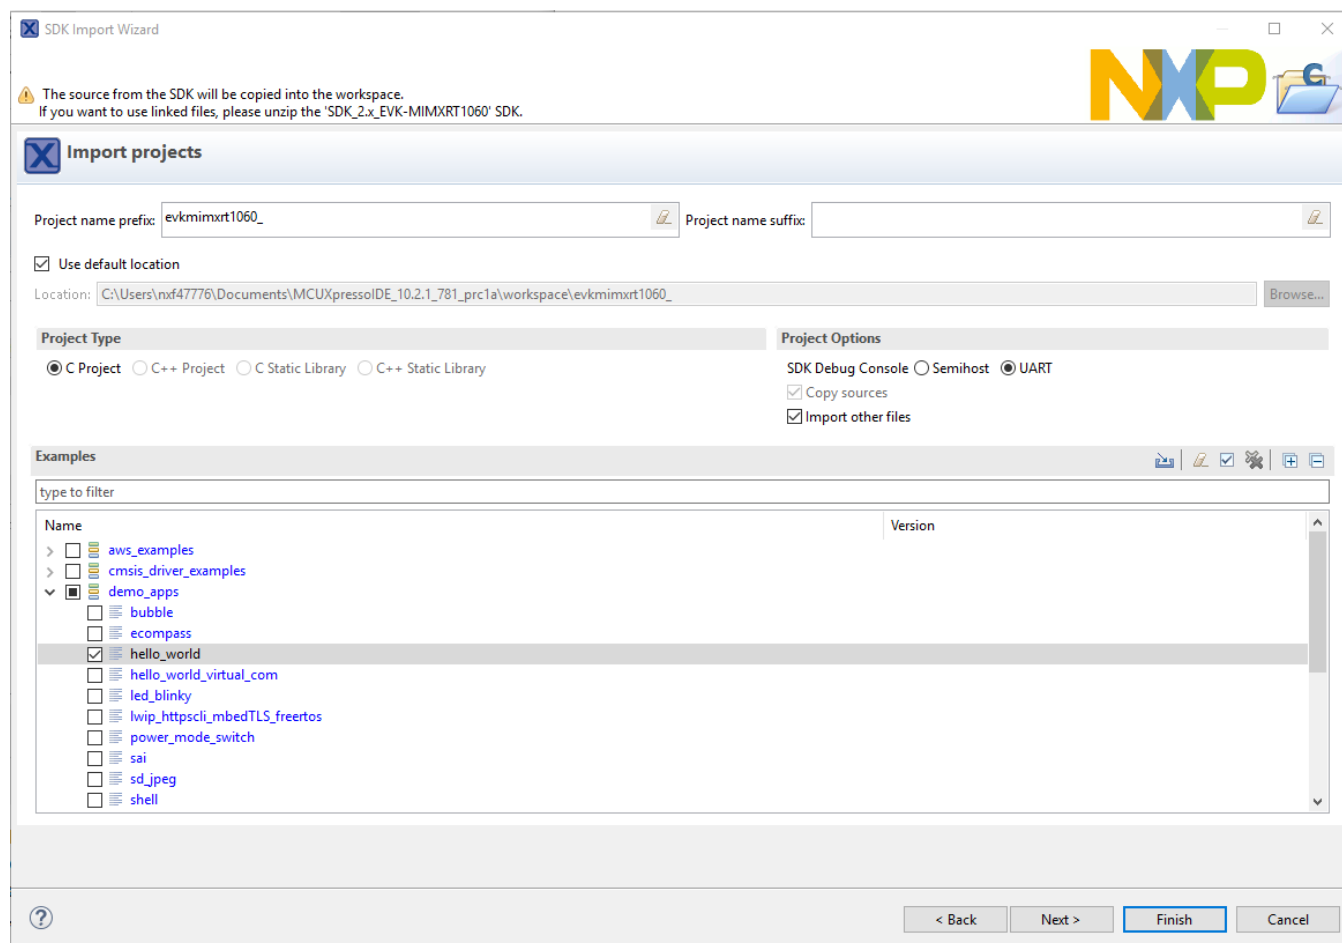 SDK Import Wizard
NXP
C
The source from the SDK will be copied into the workspace.
If you want to use linked files, please unzip the 'SDK_2.x_EVK-MIMXRT1060' SDK.
X Import projects
Project name prefix: evkmimxrt1060_ Project name suffix:
Use default location
Location: C:\Users\nxf47776\Documents\MCUXpressoIDE_10.2.1_781_prc1a\workspace\evkmimxrt1060_ Browse...
Project Type Project Options
C Project C++ Project C Static Library C++ Static Library SDK Debug Console Semihost UART
Copy sources
Import other files
Examples
type to filter
Name Version
aws_examples
cmsis_driver_examples
demo_apps
bubble
ecompass
hello_world
hello_world_virtual_com
led_blinky
lwip_httpscli_mbedTLS_freertos
power_mode_switch
sai
sd_jpeg
shell
? < Back Next > Finish Cancel